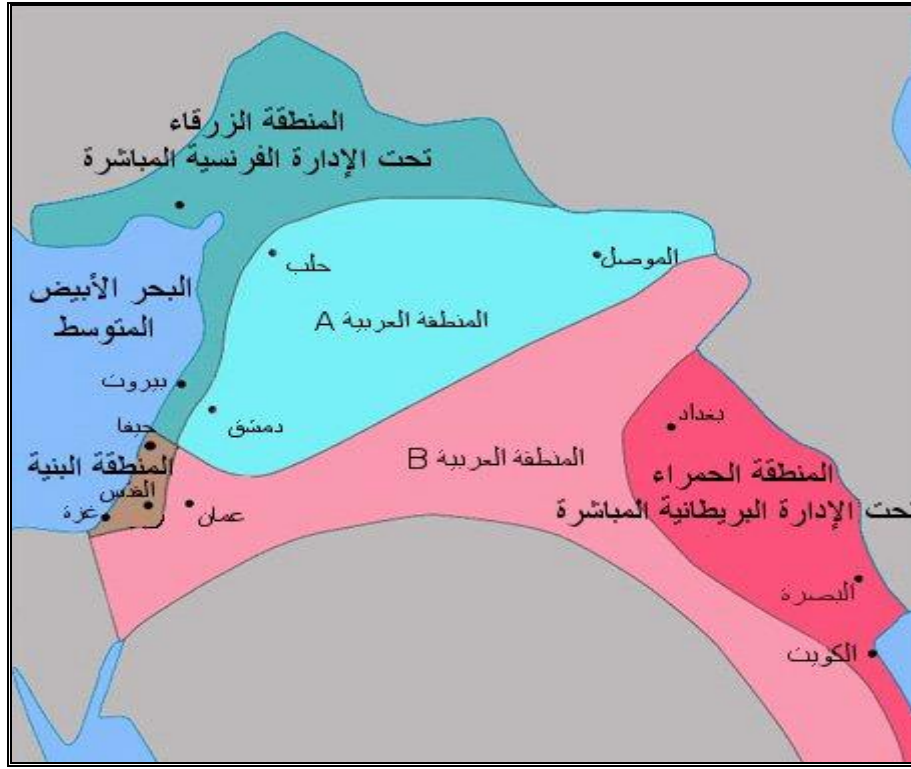 المنطقة الزرقاء
تحت الإدارة الفرنسية المباشرة
حلب
الموصل
البحر الأبيض
المتوسط
المنطقة العربية A
بيروت
دمشق
حيفا
بغداد
المنطقة العربية B
المنطقة البنية
المنطقة الحمراء
تحت الإدارة البريطانية المباشرة
القدس
غزة
عمان
البصرة
الكويت